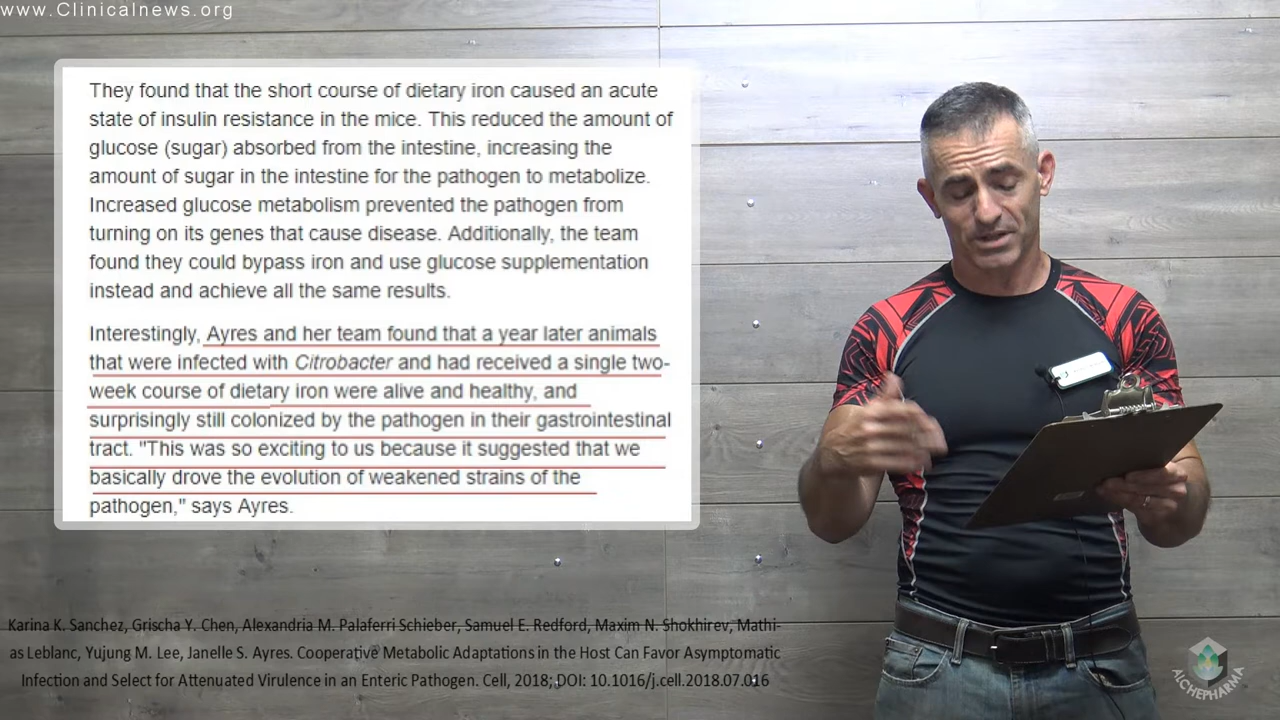 www.Clinicalnews.org
They found that the short course of dietary iron caused an acute
state of insulin resistance in the mice. This reduced the amount of
glucose (sugar) absorbed from the intestine, increasing the
amount of sugar in the intestine for the pathogen to metabolize.
Increased glucose metabolism prevented the pathogen from
turning on its genes that cause disease. Additionally, the team
found they could bypass iron and use glucose supplementation
instead and achieve all the same results.
Interestingly, Ayres and her team found that a year later animals
that were infected with Citrobacter and had received a single two-
week course of dietary iron were alive and healthy, and
surprisingly still colonized by the pathogen in their gastrointestinal
tract. "This was so exciting to us because it suggested that we
basically drove the evolution of weakened strains of the
pathogen," says Ayres.
Karina K. Sanchez, Grischa Y. Chen, Alexandria M. Palaferri Schieber, Samuel E. Redford, Maxim N. Shokhirev, Mathi-
as Leblanc, Yujung M. Lee, Janelle S. Ayres. Cooperative Metabolic Adaptations in the Host Can Favor Asymptomatic
Infection and Select for Attenuated Virulence in an Enteric Pathogen. Cell, 2018; DOI: 10.1016/j.cell.2018.07.016
ALCHEPHARMA